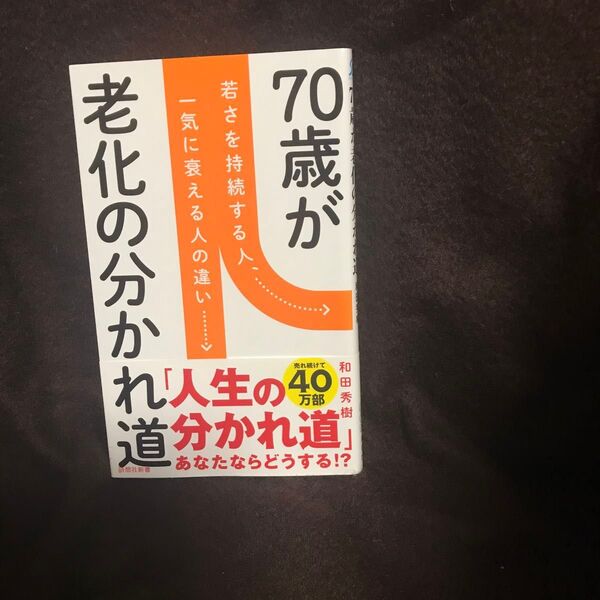 70歳が
老化の分かれ道
若さを持続する人、
一気に衰える人の違い
和田秀樹
売れ続けて
40
万部
「人生の
分かれ道」
あなたならどうする!?
詩想社新書